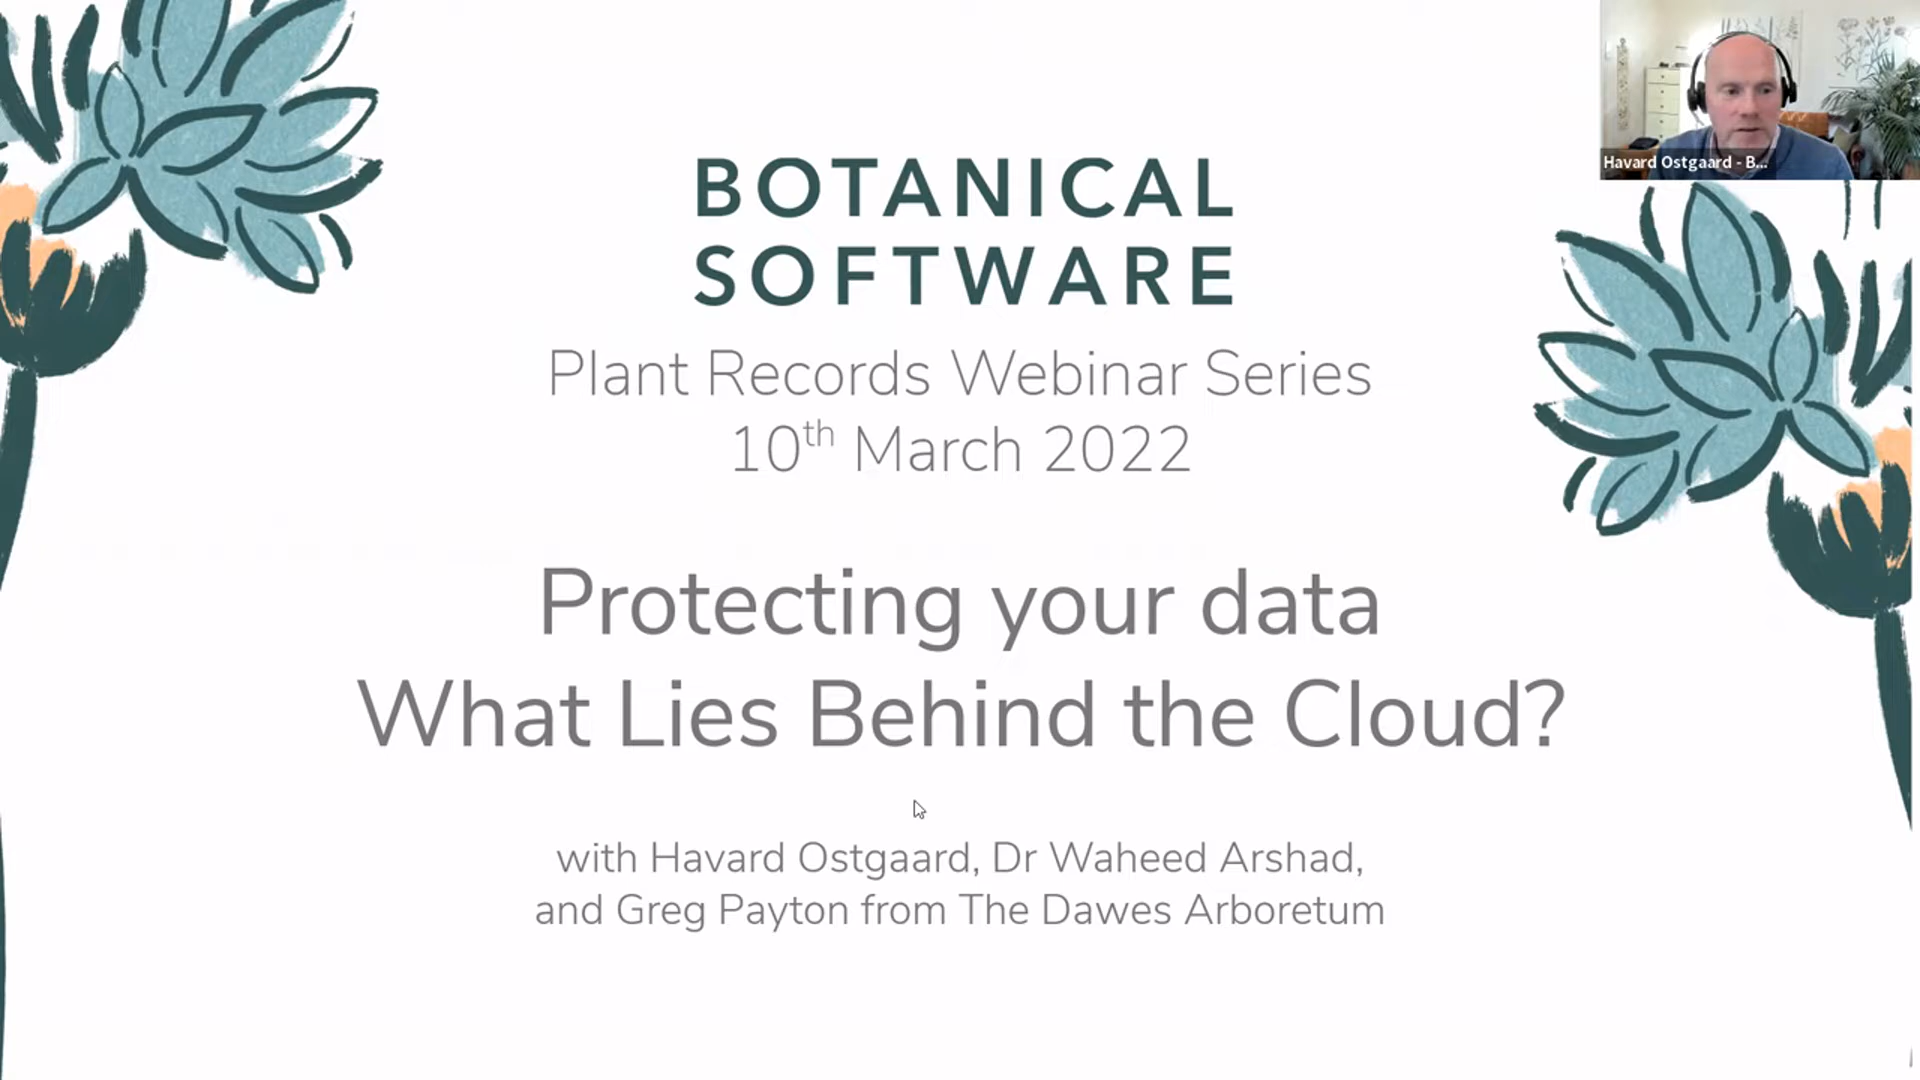 BOTANICAL
SOFTWARE
Plant Records Webinar Series
10th March 2022
Protecting your data
What Lies Behind the Cloud?
with Havard Ostgaard, Dr Waheed Arshad,
and Greg Payton from The Dawes Arboretum
Havard Ostgaard - B...